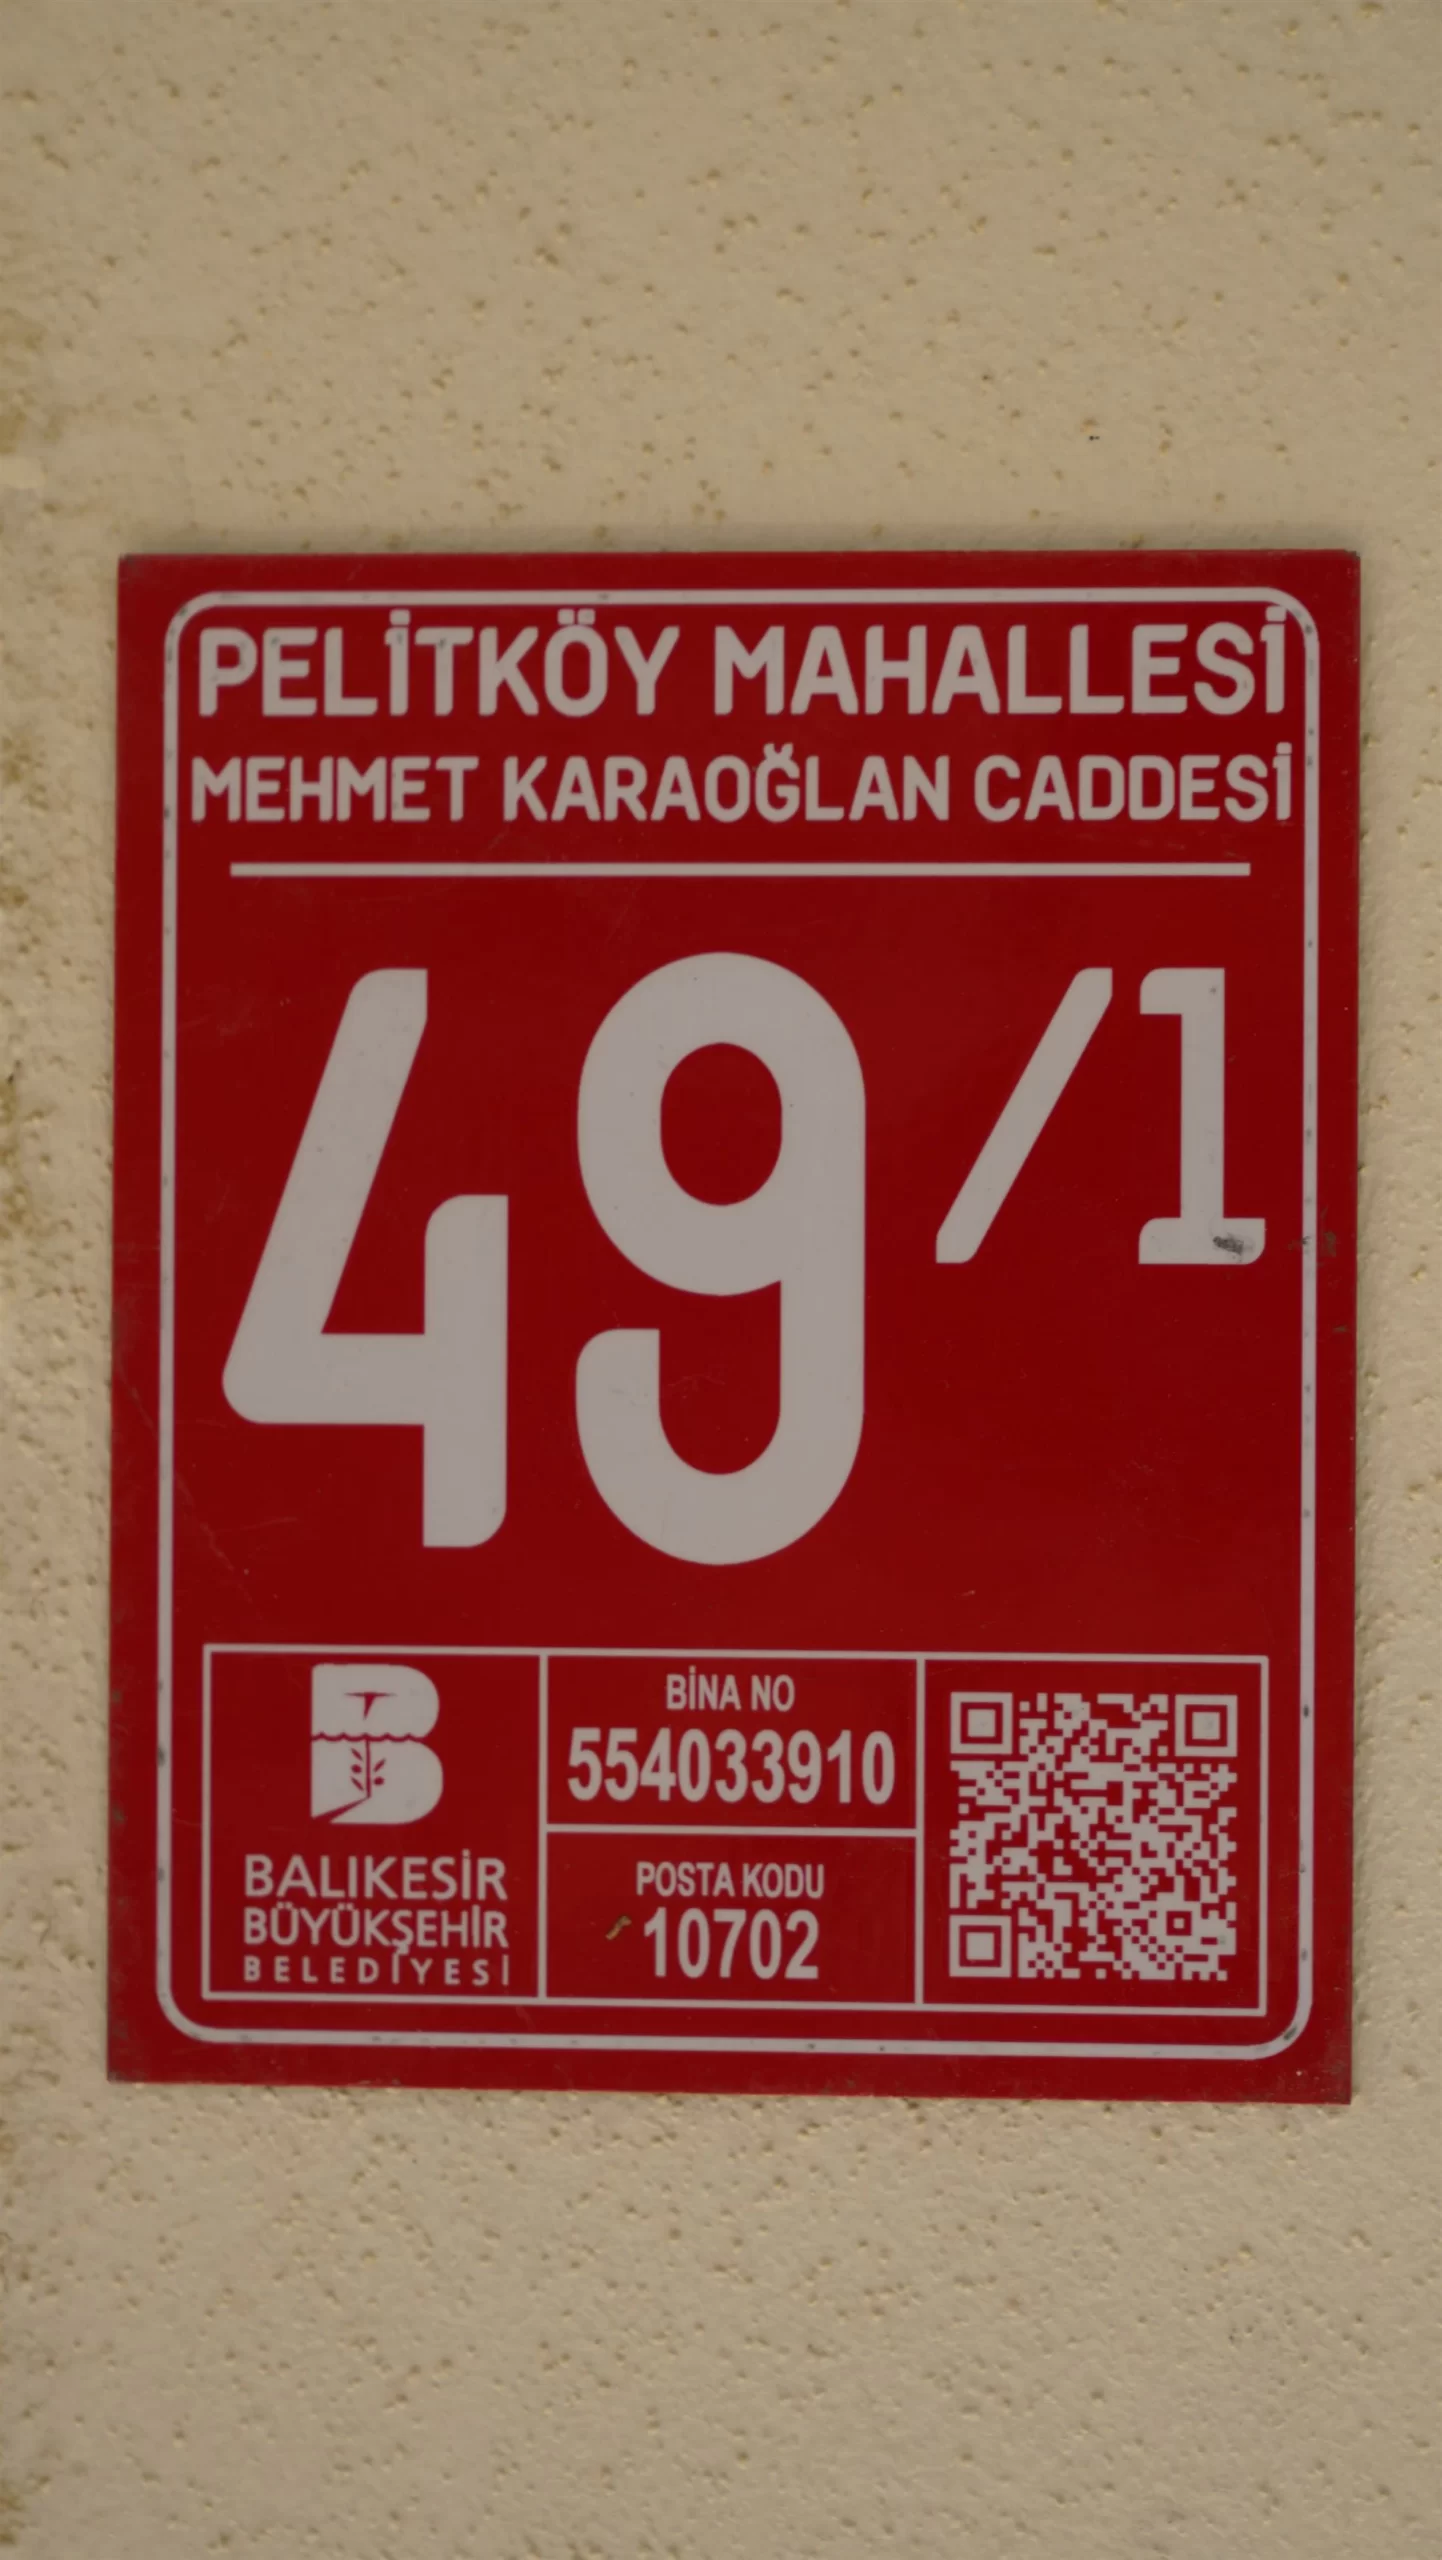 PELİTKÖY MAHALLESİ
MEHMET KARAOĞLAN CADDESİ
49/1
BALIKESİR
BÜYÜKŞEHİR
BELEDİYESİ
BİNA NO
554033910
POSTA KODU
10702